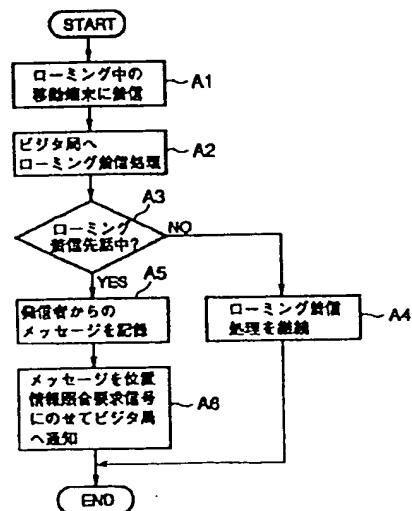 START
ローミング中の
移動端末に着信
A1
ビジタ局へ
ローミング着信処理
A2
A3
ローミング
着信先話中?
NO
YES
A5
発信者からの
メッセージを記録
ローミング着信
処理を継続
A4
メッセージを位置
情報照会要求信号
にのせてビジタ局
へ通知
A6
END